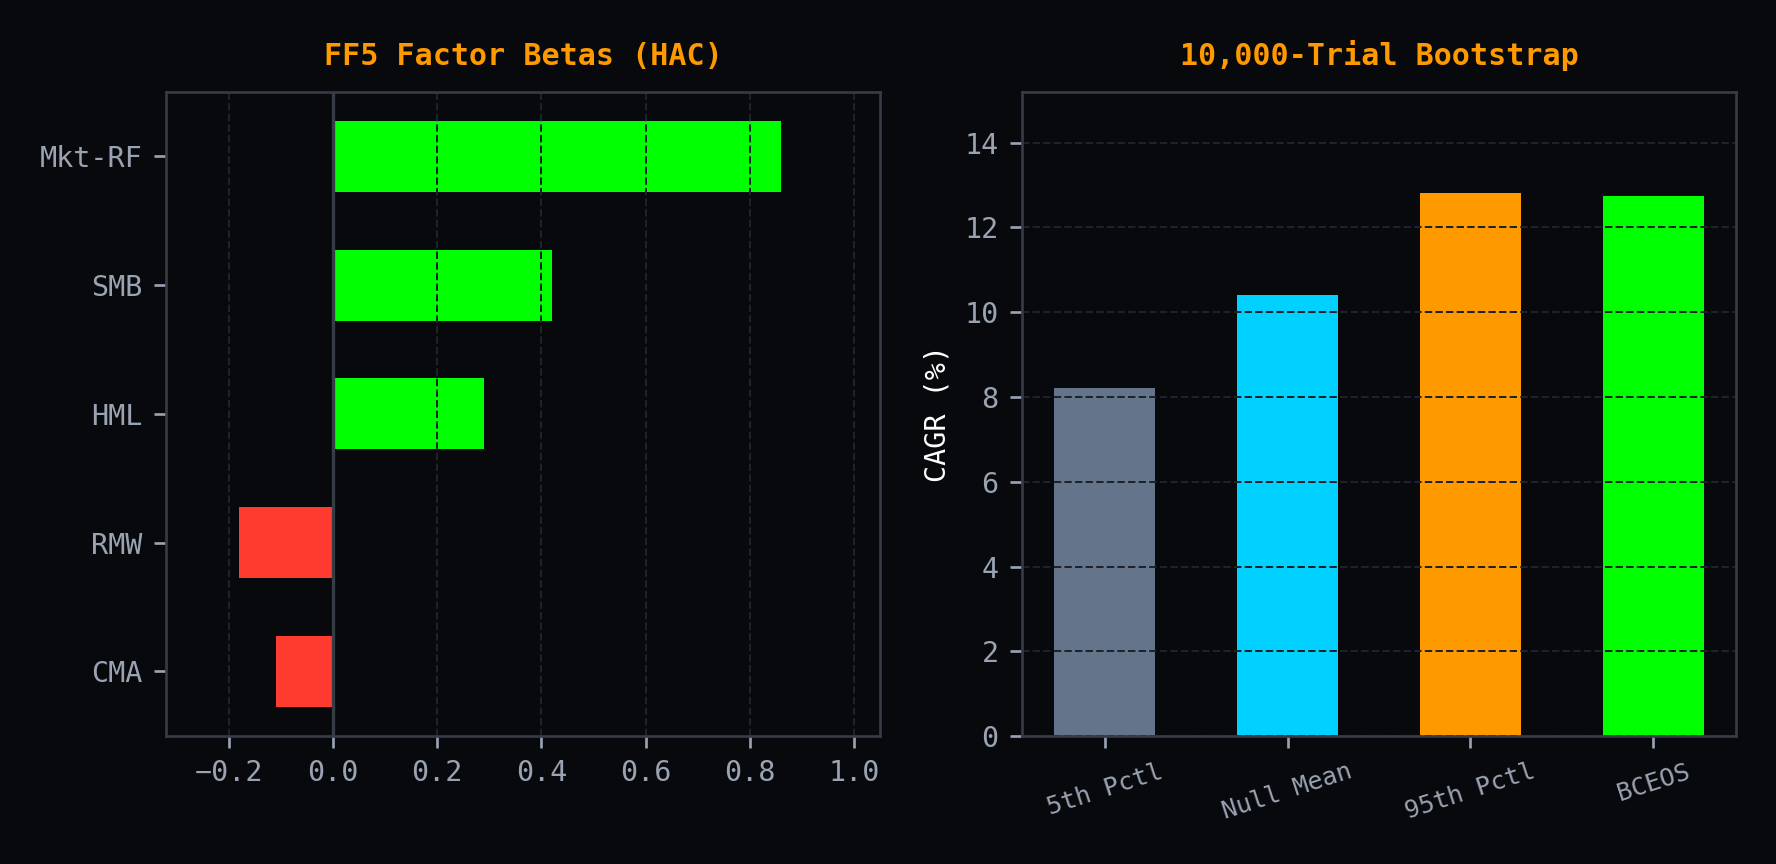 FF5 Factor Betas (HAC)
Mkt-RF
SMB
HML
RMW
CMA
−0.2 0.0 0.2 0.4 0.6 0.8 1.0
10,000-Trial Bootstrap
CAGR (%)
14
12
10
8
6
4
2
0
5th Pctl Null Mean 95th Pctl BCEOS